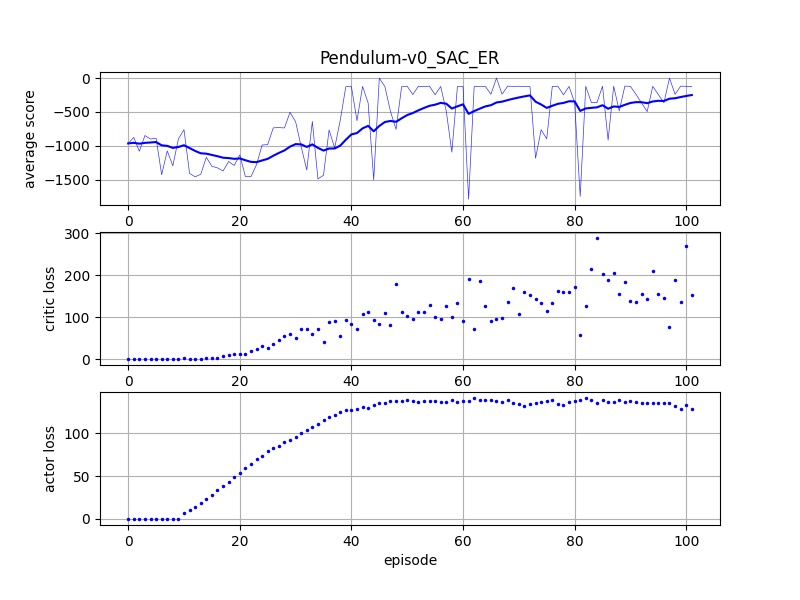 Pendulum-v0_SAC_ER
average score
0
−500
−1000
−1500
0 20 40 60 80 100
critic loss
300
200
100
0
0 20 40 60 80 100
actor loss
100
50
0
0 20 40 60 80 100
episode